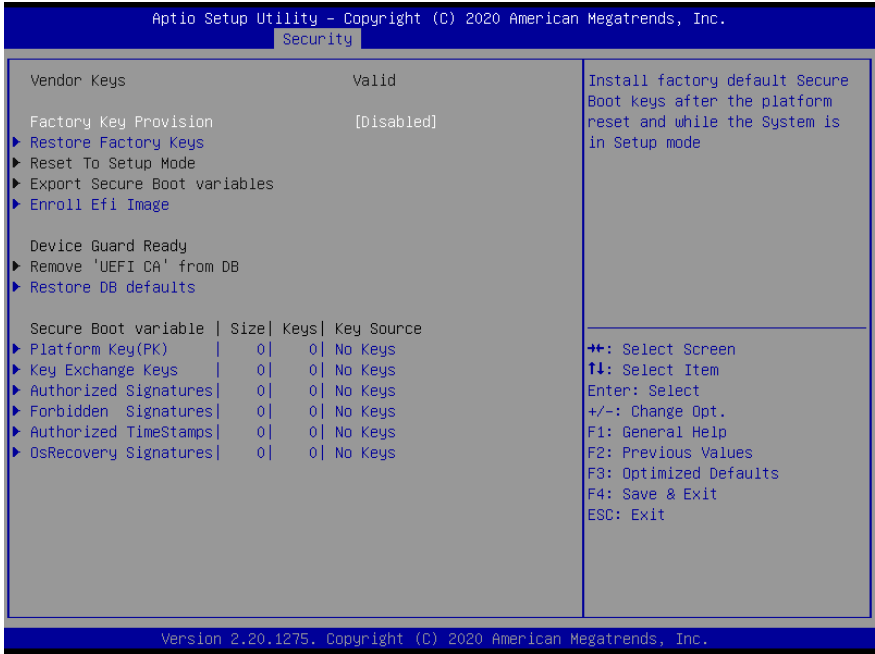 Aptio Setup Utility – Copyright (C) 2020 American Megatrends, Inc.
Security
Vendor Keys Valid
Factory Key Provision [Disabled]
Restore Factory Keys
Reset To Setup Mode
Export Secure Boot variables
Enroll Efi Image
Device Guard Ready
Remove 'UEFI CA' from DB
Restore DB defaults
Secure Boot variable | Size| Keys| Key Source
Platform Key(PK) | 0| 0| No Keys
Key Exchange Keys | 0| 0| No Keys
Authorized Signatures| 0| 0| No Keys
Forbidden Signatures| 0| 0| No Keys
Authorized TimeStamps| 0| 0| No Keys
OsRecovery Signatures| 0| 0| No Keys
Install factory default Secure
Boot keys after the platform
reset and while the System is
in Setup mode
→←: Select Screen
↑↓: Select Item
Enter: Select
+/-: Change Opt.
F1: General Help
F2: Previous Values
F3: Optimized Defaults
F4: Save & Exit
ESC: Exit
Version 2.20.1275. Copyright (C) 2020 American Megatrends, Inc.